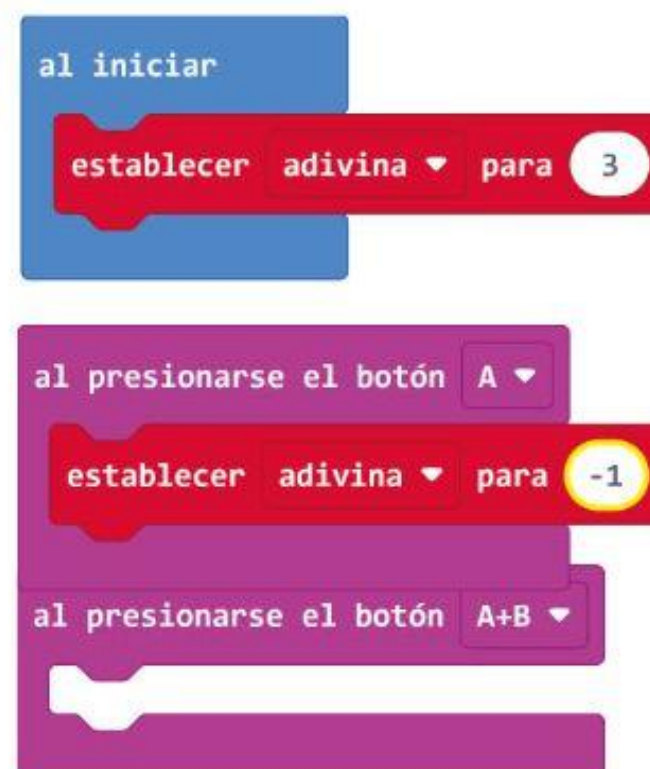 al iniciar
establecer adivina para 3
al presionarse el botón A
establecer adivina para -1
al presionarse el botón A+B